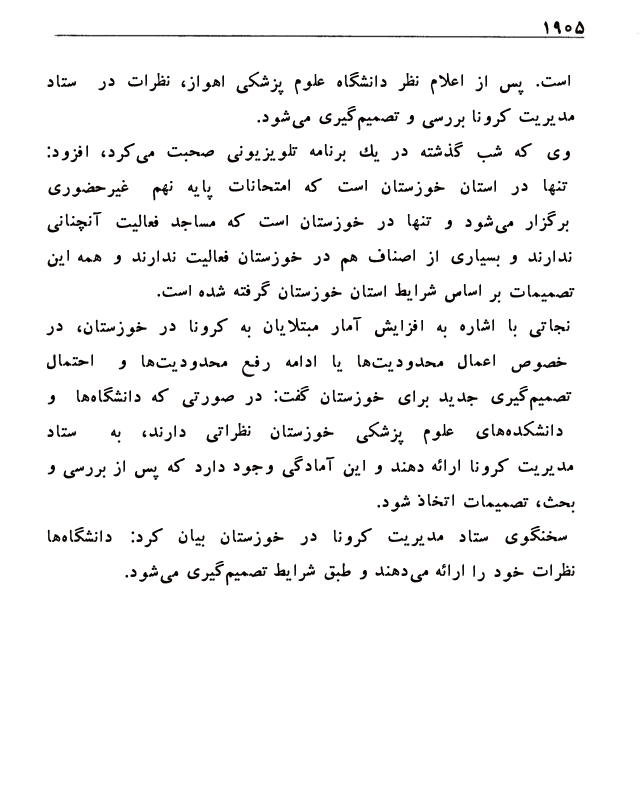 ۱۹۰۵
است. پس از اعلام نظر دانشگاه علوم پزشکی اهواز، نظرات در ستاد
مدیریت کرونا بررسی و تصمیم‌گیری می‌شود.
وی که شب گذشته در یك برنامه تلویزیونی صحبت می‌کرد، افزود:
تنها در استان خوزستان است که امتحانات پایه نهم غیرحضوری
برگزار می‌شود و تنها در خوزستان است که مساجد فعالیت آنچنانی
ندارند و بسیاری از اصناف هم در خوزستان فعالیت ندارند و همه این
تصمیمات بر اساس شرایط استان خوزستان گرفته شده است.
نجاتی با اشاره به افزایش آمار مبتلایان به کرونا در خوزستان، در
خصوص اعمال محدودیت‌ها یا ادامه رفع محدودیت‌ها و احتمال
تصمیم‌گیری جدید برای خوزستان گفت: در صورتی که دانشگاه‌ها و
دانشکده‌های علوم پزشکی خوزستان نظراتی دارند، به ستاد
مدیریت کرونا ارائه دهند و این آمادگی وجود دارد که پس از بررسی و
بحث، تصمیمات اتخاذ شود.
سخنگوی ستاد مدیریت کرونا در خوزستان بیان کرد: دانشگاه‌ها
نظرات خود را ارائه می‌دهند و طبق شرایط تصمیم‌گیری می‌شود.